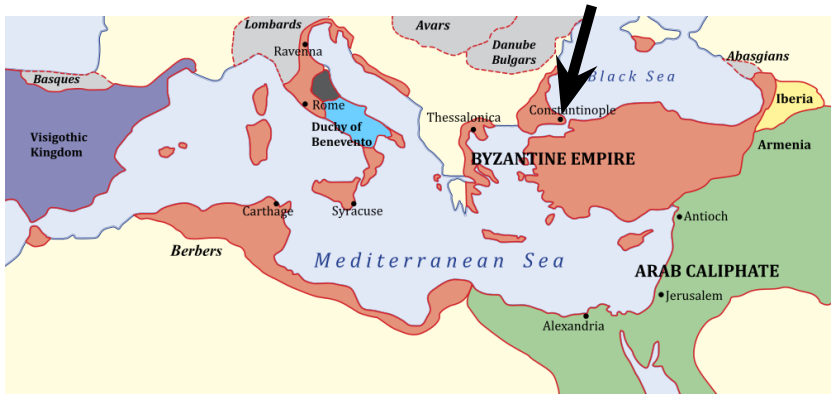 Lombards
Avars
Danube
Bulgars
Ravenna
Abasgians
Basques
Black Sea
Iberia
Rome
Constantinople
Thessalonica
Duchy of
Benevento
Visigothic
Kingdom
Armenia
BYZANTINE EMPIRE
Carthage
Syracuse
Antioch
Berbers
Mediterranean Sea
ARAB CALIPHATE
Jerusalem
Alexandria